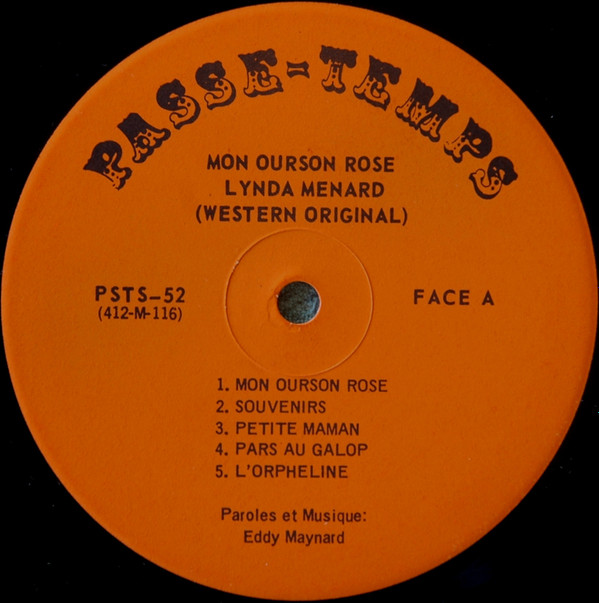 PASSE-TEMPS
MON OURSON ROSE
LYNDA MENARD
(WESTERN ORIGINAL)
PSTS-52
(412-M-116)
FACE A
1. MON OURSON ROSE
2. SOUVENIRS
3. PETITE MAMAN
4. PARS AU GALOP
5. L'ORPHELINE
Paroles et Musique:
Eddy Maynard